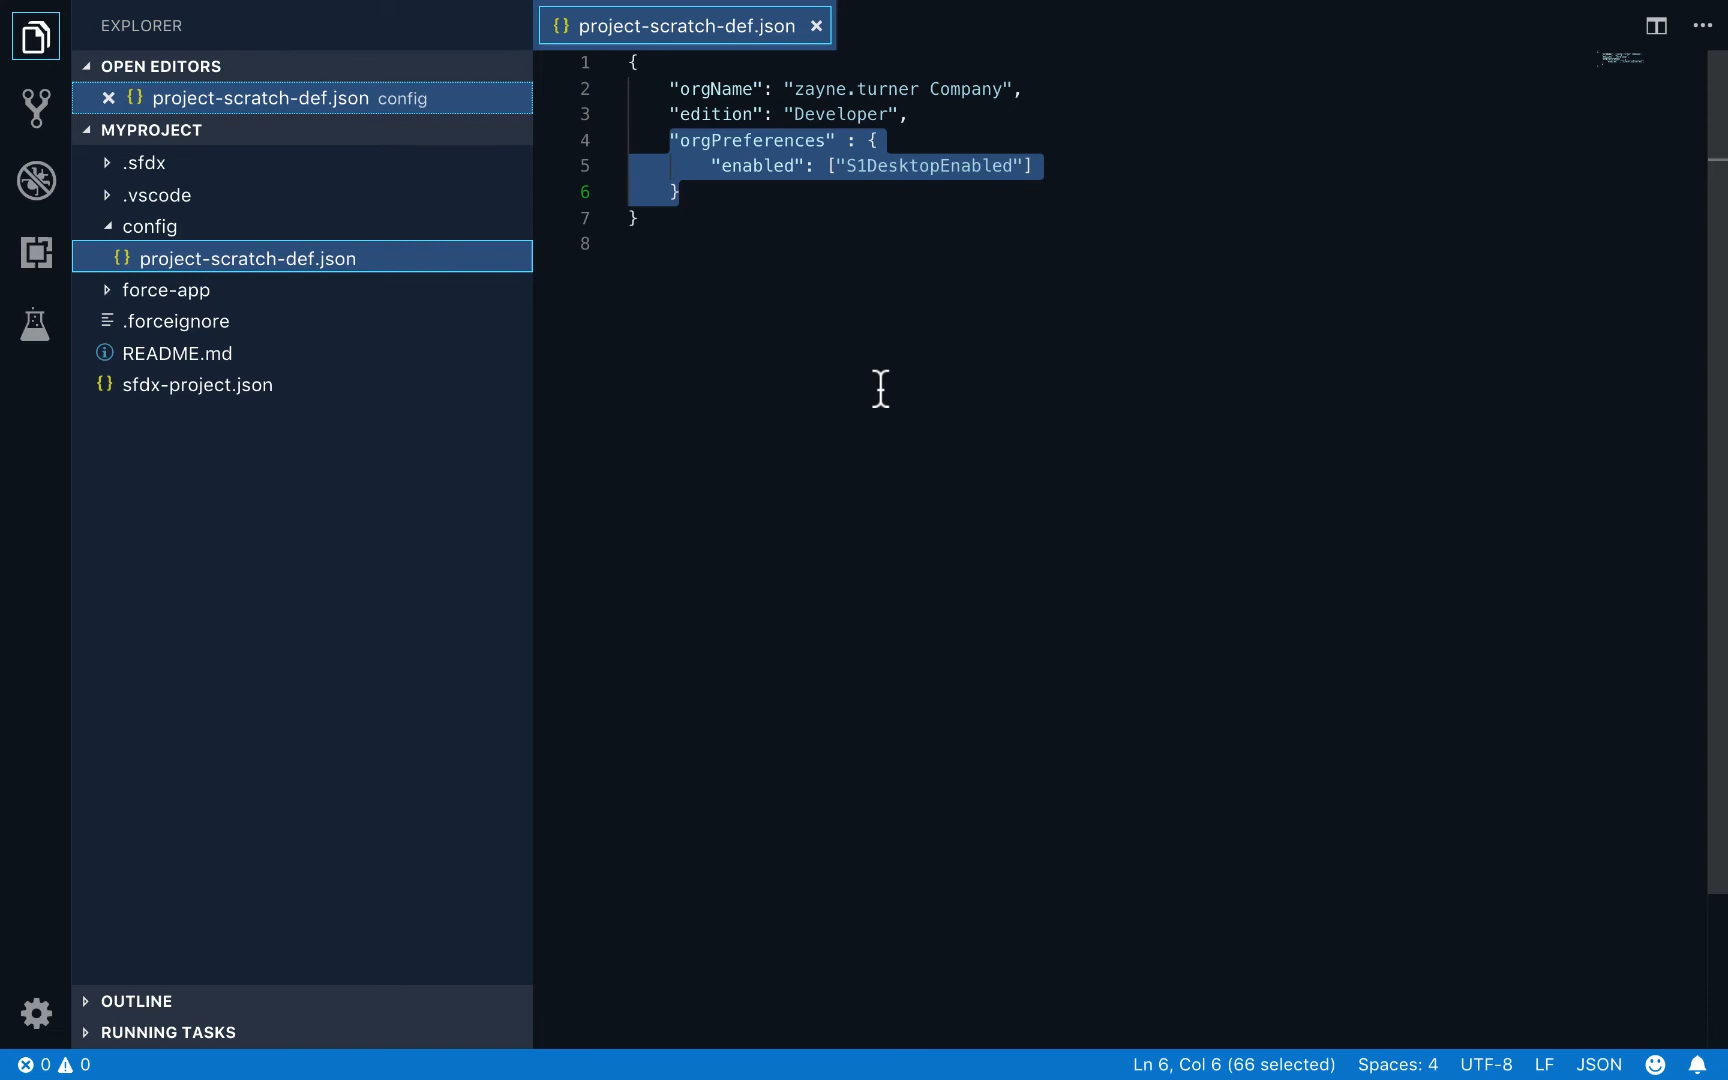 EXPLORER
OPEN EDITORS
project-scratch-def.json config
MYPROJECT
.sfdx
.vscode
config
project-scratch-def.json
force-app
.forceignore
README.md
sfdx-project.json
OUTLINE
RUNNING TASKS
project-scratch-def.json
1 {
2 "orgName": "zayne.turner Company",
3 "edition": "Developer",
4 "orgPreferences" : {
5 "enabled": ["S1DesktopEnabled"]
6 }
7 }
8
0 0
Ln 6, Col 6 (66 selected) Spaces: 4 UTF-8 LF JSON